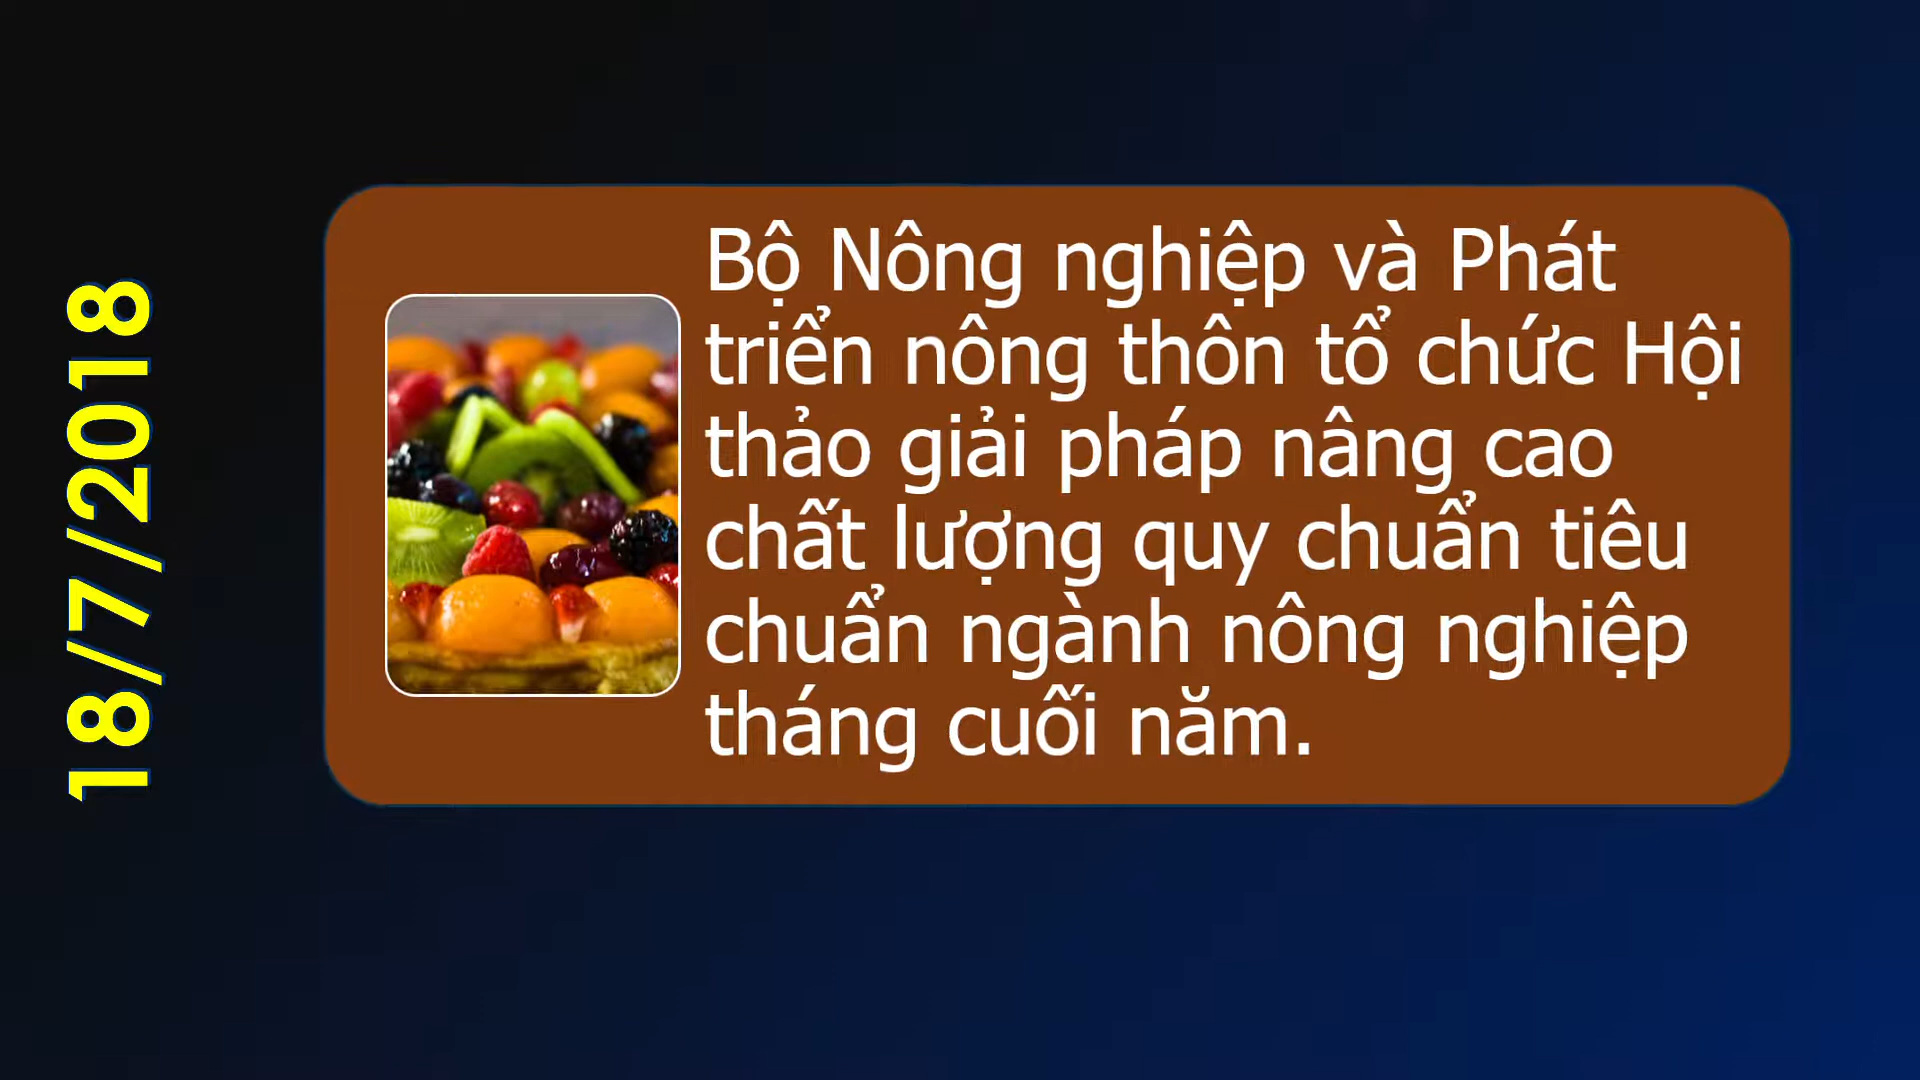 18/7/2018
Bộ Nông nghiệp và Phát
triển nông thôn tổ chức Hội
thảo giải pháp nâng cao
chất lượng quy chuẩn tiêu
chuẩn ngành nông nghiệp
tháng cuối năm.